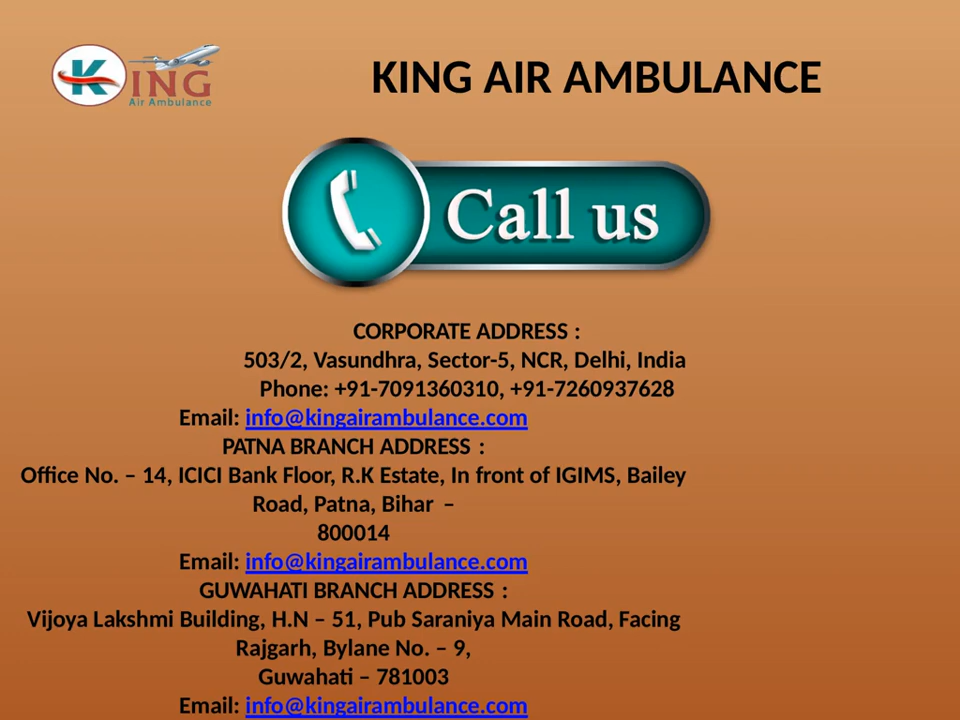 KING
Air Ambulance
KING AIR AMBULANCE
Call us
CORPORATE ADDRESS :
503/2, Vasundhra, Sector-5, NCR, Delhi, India
Phone: +91-7091360310, +91-7260937628
Email: info@kingairambulance.com
PATNA BRANCH ADDRESS :
Office No. – 14, ICICI Bank Floor, R.K Estate, In front of IGIMS, Bailey
Road, Patna, Bihar –
800014
Email: info@kingairambulance.com
GUWAHATI BRANCH ADDRESS :
Vijoya Lakshmi Building, H.N – 51, Pub Saraniya Main Road, Facing
Rajgarh, Bylane No. – 9,
Guwahati – 781003
Email: info@kingairambulance.com